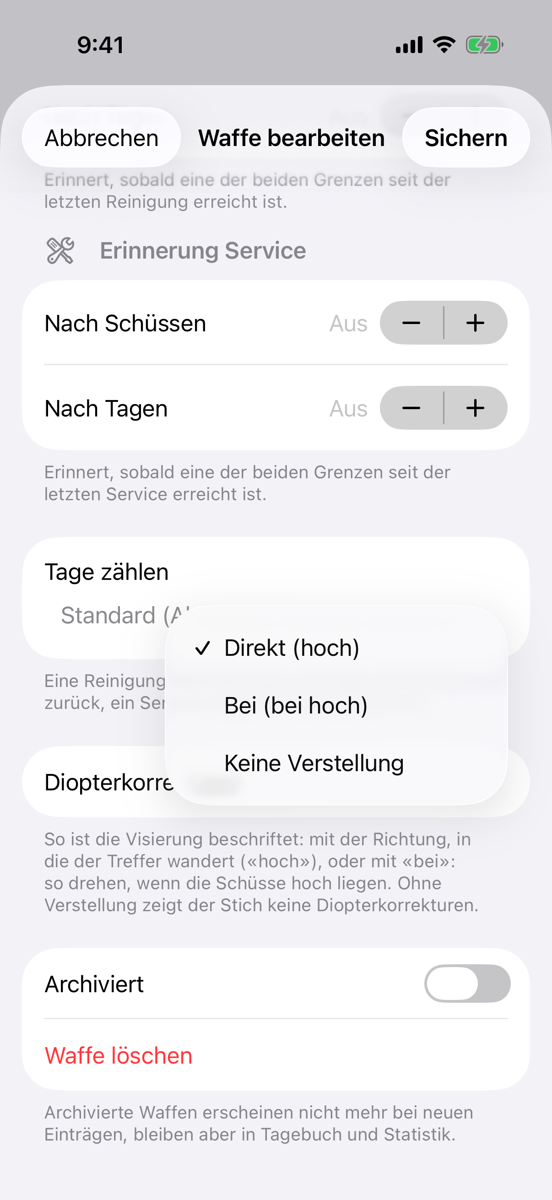 9:41
Abbrechen
Waffe bearbeiten
Sichern
Erinnert, sobald eine der beiden Grenzen seit der
letzten Reinigung erreicht ist.
Erinnerung Service
Nach Schüssen Aus − +
Nach Tagen Aus − +
Erinnert, sobald eine der beiden Grenzen seit der
letzten Service erreicht ist.
Tage zählen
Standard
Direkt (hoch)
Eine Reinigung
zurück, ein
Bei (bei hoch)
Keine Verstellung
So ist die Visierung beschriftet: mit der Richtung, in
die der Treffer wandert («hoch»), oder mit «bei»:
so drehen, wenn die Schüsse hoch liegen. Ohne
Verstellung zeigt der Stich keine Diopterkorrekturen.
Archiviert
Waffe löschen
Archivierte Waffen erscheinen nicht mehr bei neuen
Einträgen, bleiben aber in Tagebuch und Statistik.